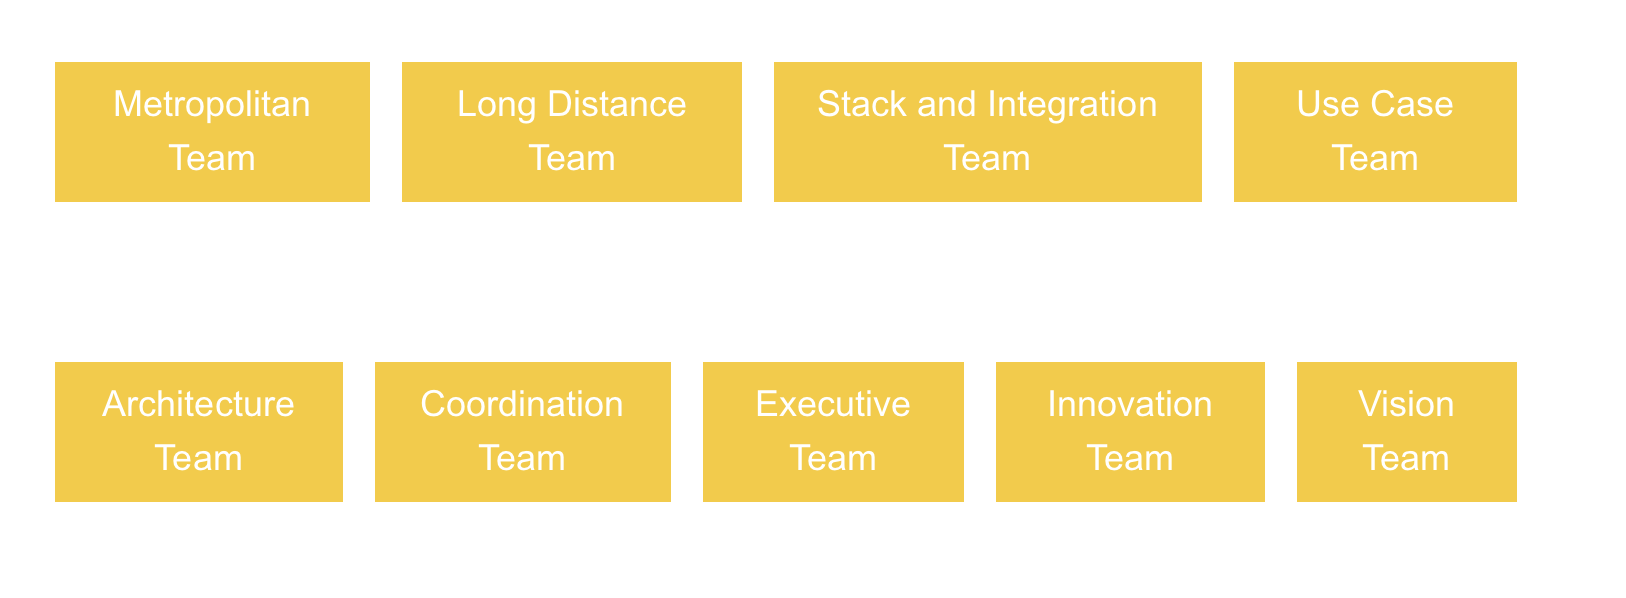 Metropolitan
Team
Long Distance
Team
Stack and Integration
Team
Use Case
Team
Architecture
Team
Coordination
Team
Executive
Team
Innovation
Team
Vision
Team